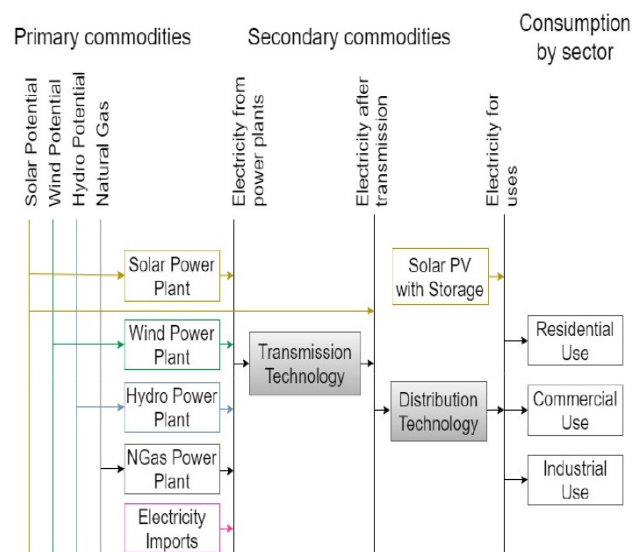 Primary commodities
Secondary commodities
Consumption
by sector
Solar Potential
Wind Potential
Hydro Potential
Natural Gas
Electricity from
power plants
Electricity after
transmission
Electricity for
uses
Solar Power
Plant
Solar PV
with Storage
Wind Power
Plant
Transmission
Technology
Residential
Use
Hydro Power
Plant
Distribution
Technology
Commercial
Use
NGas Power
Plant
Industrial
Use
Electricity
Imports